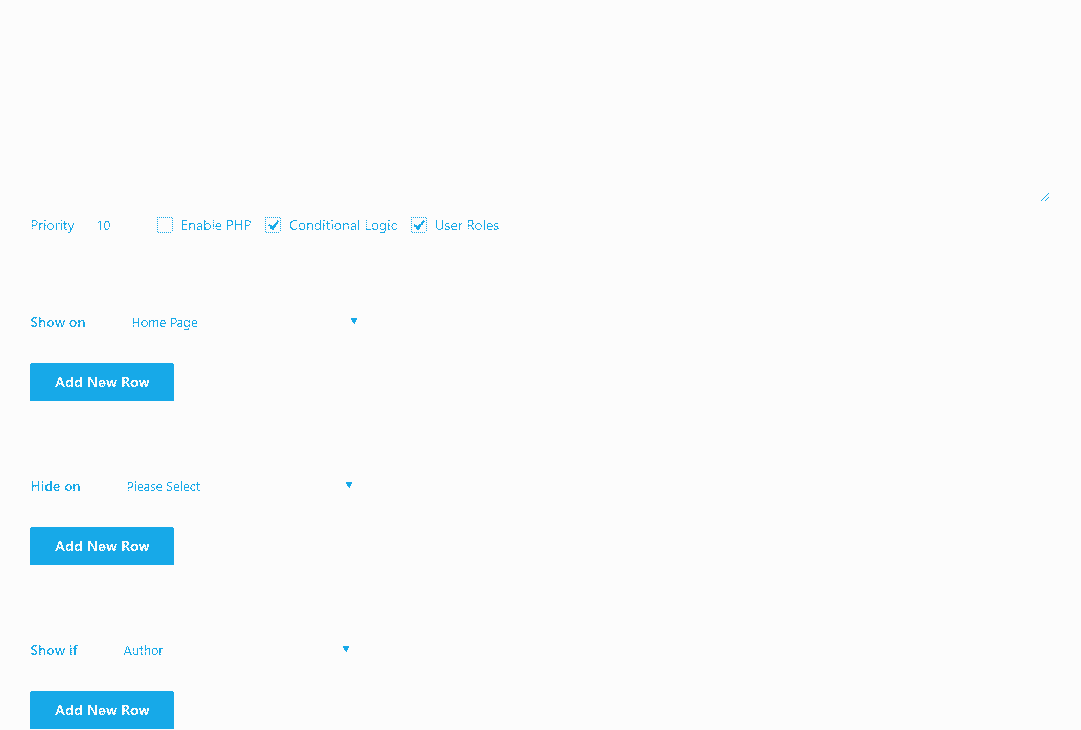 Priority 10 Enable PHP Conditional Logic User Roles
Show on Home Page
Add New Row
Hide on Please Select
Add New Row
Show if Author
Add New Row